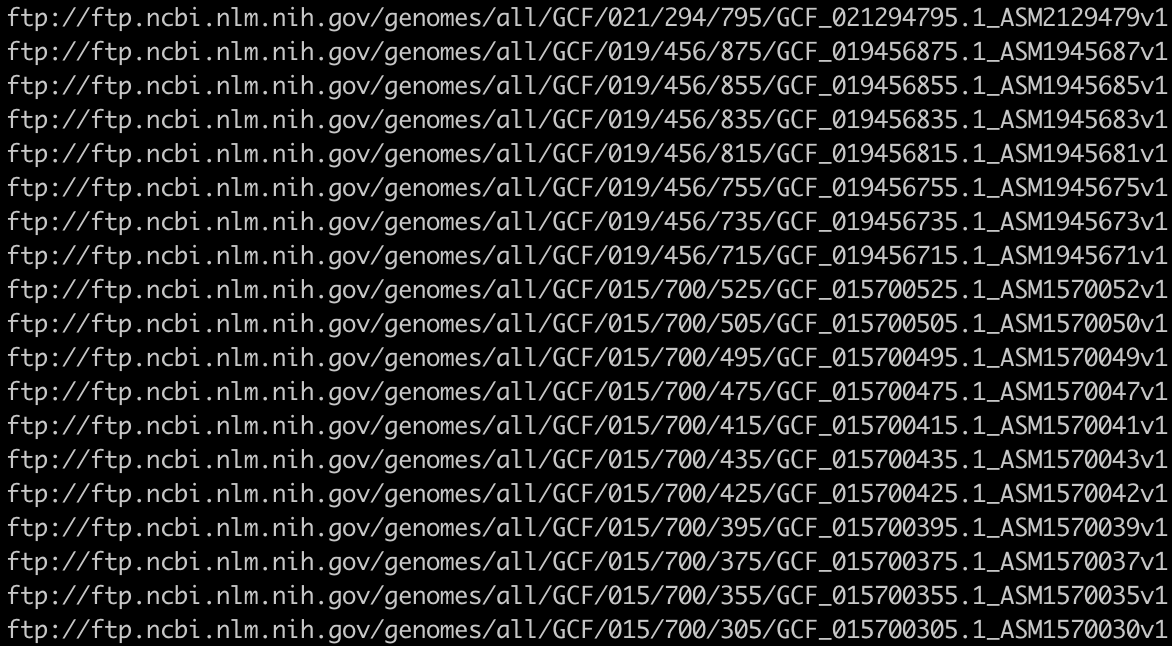 ftp://ftp.ncbi.nlm.nih.gov/genomes/all/GCF/021/294/795/GCF_021294795.1_ASM2129479v1
ftp://ftp.ncbi.nlm.nih.gov/genomes/all/GCF/019/456/875/GCF_019456875.1_ASM1945687v1
ftp://ftp.ncbi.nlm.nih.gov/genomes/all/GCF/019/456/855/GCF_019456855.1_ASM1945685v1
ftp://ftp.ncbi.nlm.nih.gov/genomes/all/GCF/019/456/835/GCF_019456835.1_ASM1945683v1
ftp://ftp.ncbi.nlm.nih.gov/genomes/all/GCF/019/456/815/GCF_019456815.1_ASM1945681v1
ftp://ftp.ncbi.nlm.nih.gov/genomes/all/GCF/019/456/755/GCF_019456755.1_ASM1945675v1
ftp://ftp.ncbi.nlm.nih.gov/genomes/all/GCF/019/456/735/GCF_019456735.1_ASM1945673v1
ftp://ftp.ncbi.nlm.nih.gov/genomes/all/GCF/019/456/715/GCF_019456715.1_ASM1945671v1
ftp://ftp.ncbi.nlm.nih.gov/genomes/all/GCF/015/700/525/GCF_015700525.1_ASM1570052v1
ftp://ftp.ncbi.nlm.nih.gov/genomes/all/GCF/015/700/505/GCF_015700505.1_ASM1570050v1
ftp://ftp.ncbi.nlm.nih.gov/genomes/all/GCF/015/700/495/GCF_015700495.1_ASM1570049v1
ftp://ftp.ncbi.nlm.nih.gov/genomes/all/GCF/015/700/475/GCF_015700475.1_ASM1570047v1
ftp://ftp.ncbi.nlm.nih.gov/genomes/all/GCF/015/700/415/GCF_015700415.1_ASM1570041v1
ftp://ftp.ncbi.nlm.nih.gov/genomes/all/GCF/015/700/435/GCF_015700435.1_ASM1570043v1
ftp://ftp.ncbi.nlm.nih.gov/genomes/all/GCF/015/700/425/GCF_015700425.1_ASM1570042v1
ftp://ftp.ncbi.nlm.nih.gov/genomes/all/GCF/015/700/395/GCF_015700395.1_ASM1570039v1
ftp://ftp.ncbi.nlm.nih.gov/genomes/all/GCF/015/700/375/GCF_015700375.1_ASM1570037v1
ftp://ftp.ncbi.nlm.nih.gov/genomes/all/GCF/015/700/355/GCF_015700355.1_ASM1570035v1
ftp://ftp.ncbi.nlm.nih.gov/genomes/all/GCF/015/700/305/GCF_015700305.1_ASM1570030v1